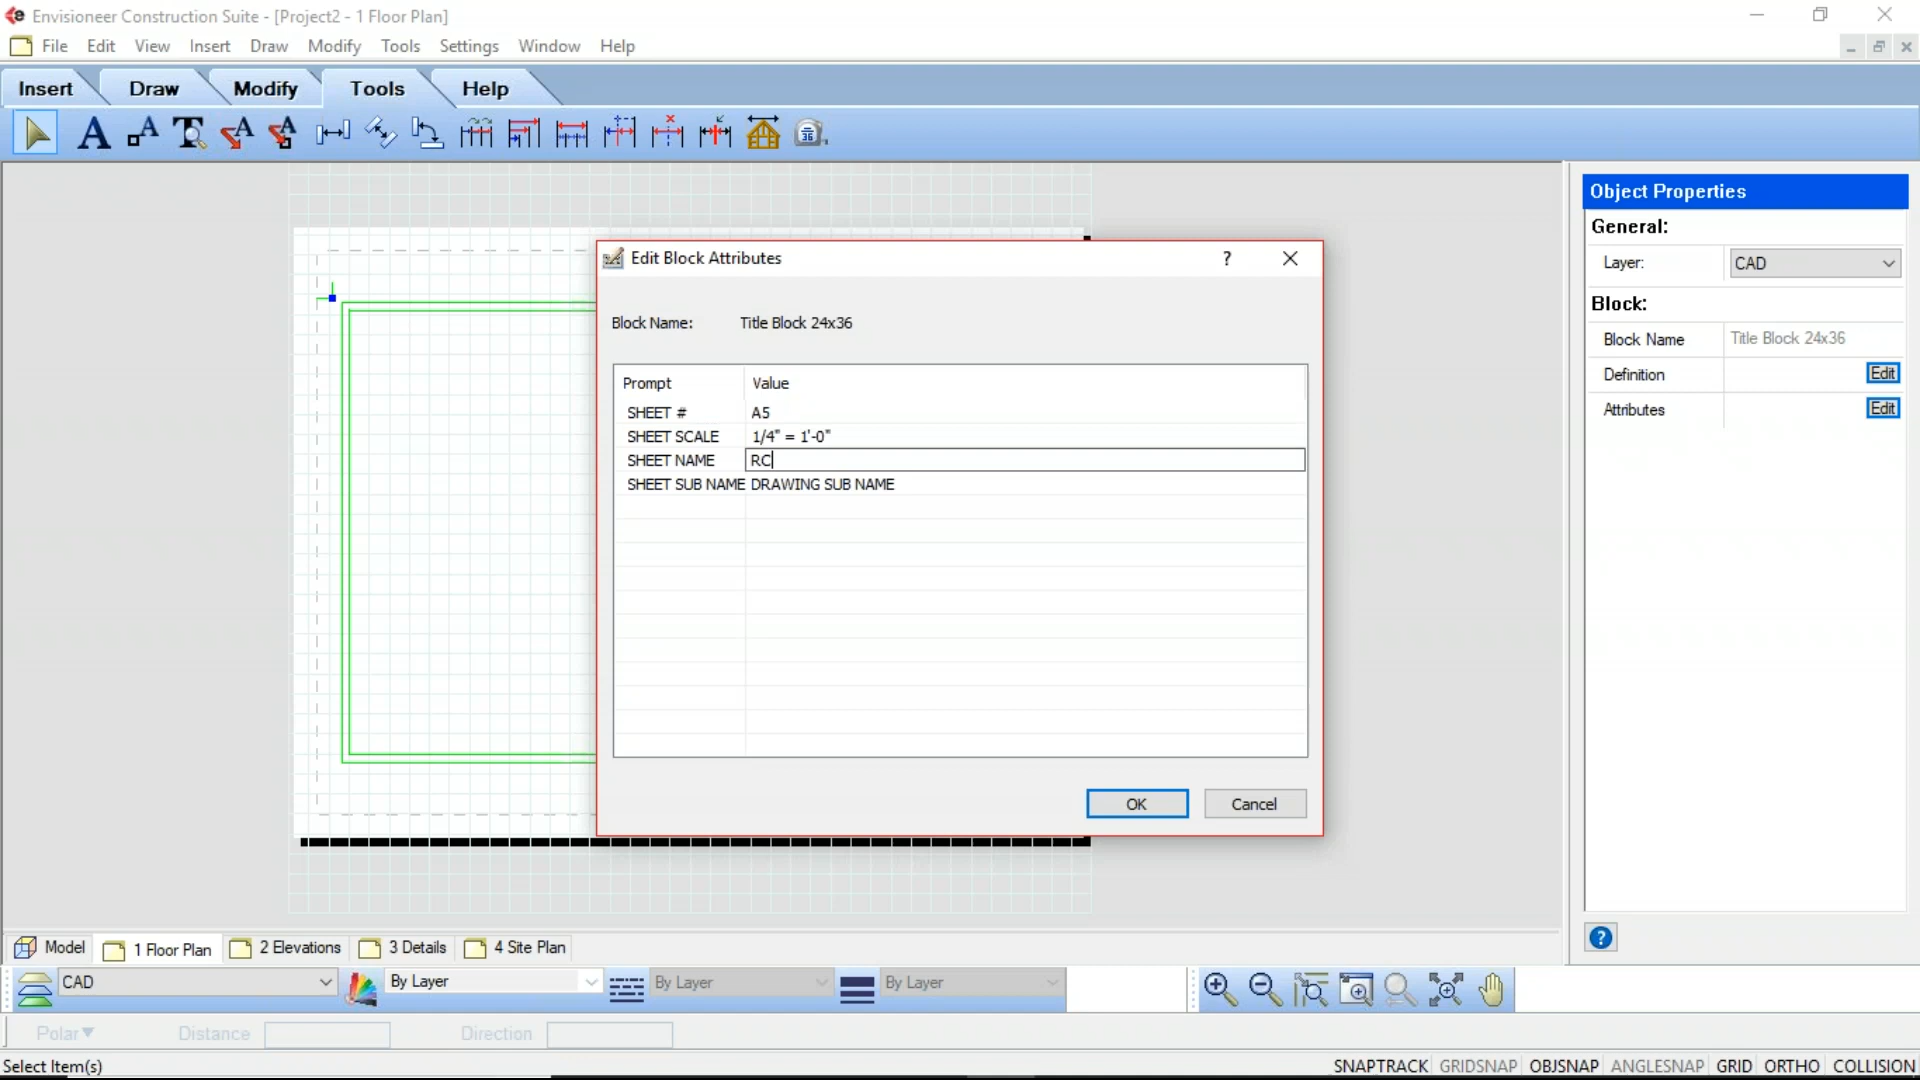 Envisioneer Construction Suite - [Project2 - 1 Floor Plan]
File Edit View Insert Draw Modify Tools Settings Window Help
Insert Draw Modify Tools Help
Object Properties
General:
Layer: CAD
Block:
Block Name Title Block 24x36
Definition Edit
Attributes Edit
Edit Block Attributes
Block Name: Title Block 24x36
Prompt Value
SHEET # A5
SHEET SCALE 1/4" = 1'-0"
SHEET NAME RC
SHEET SUB NAME DRAWING SUB NAME
OK Cancel
Model 1 Floor Plan 2 Elevations 3 Details 4 Site Plan
CAD By Layer By Layer By Layer
Polar Distance Direction
Select Item(s) SNAPTRACK GRIDSNAP OBJSNAP ANGLESNAP GRID ORTHO COLLISION